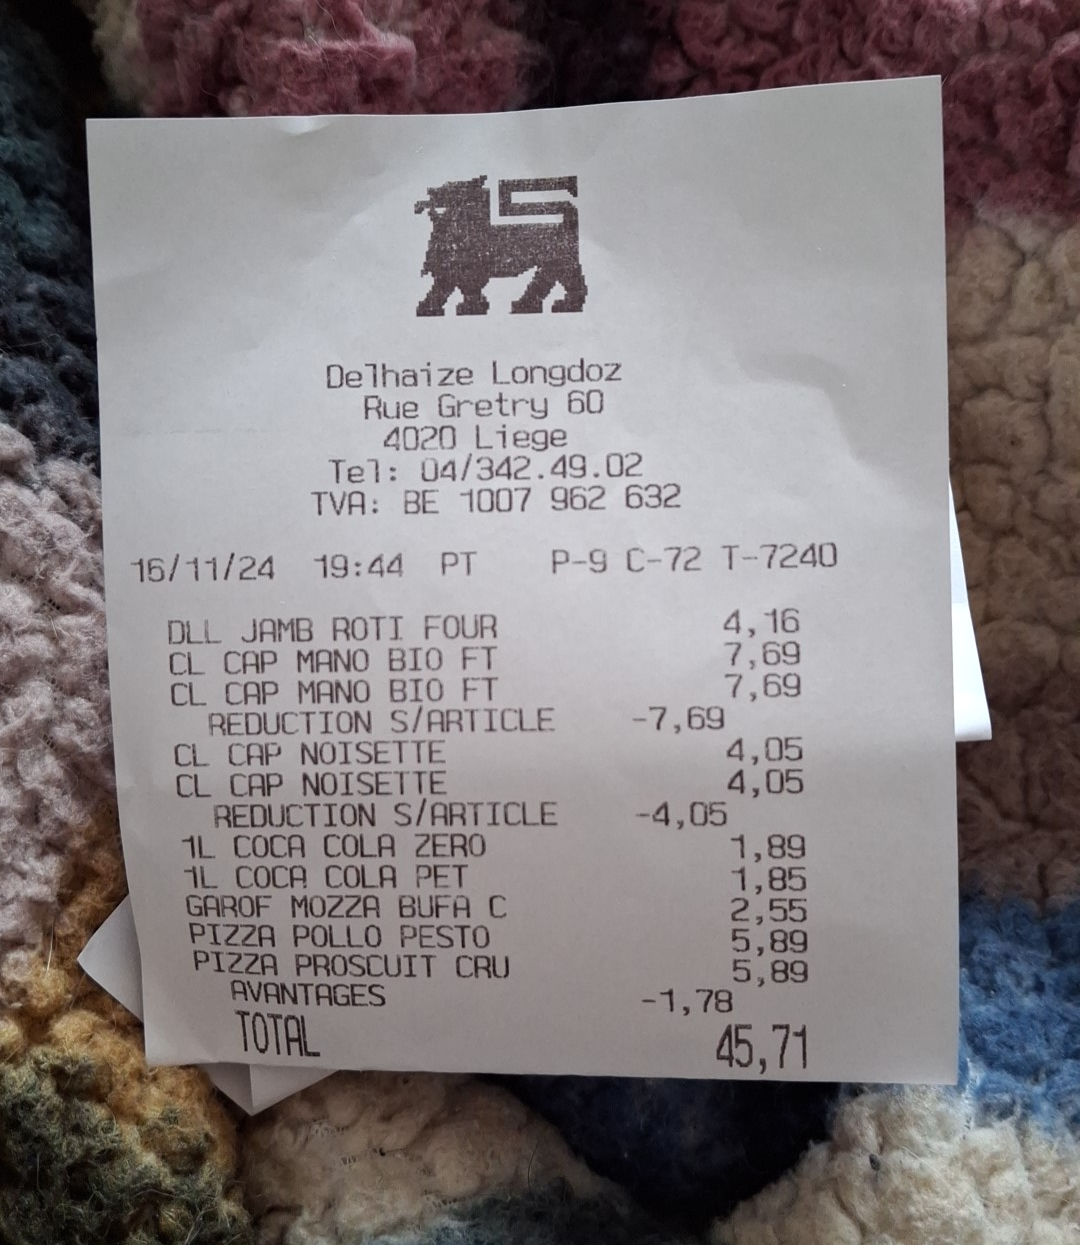 Delhaize Longdoz
Rue Gretry 60
4020 Liege
Tel: 04/342.49.02
TVA: BE 1007 962 632
16/11/24 19:44 PT P-9 C-72 T-7240
DLL JAMB ROTI FOUR 4,16
CL CAP MANO BIO FT 7,69
CL CAP MANO BIO FT 7,69
REDUCTION S/ARTICLE -7,69
CL CAP NOISETTE 4,05
CL CAP NOISETTE 4,05
REDUCTION S/ARTICLE -4,05
1L COCA COLA ZERO 1,89
1L COCA COLA PET 1,85
GAROF MOZZA BUFA C 2,55
PIZZA POLLO PESTO 5,89
PIZZA PROSCUIT CRU 5,89
AVANTAGES -1,78
TOTAL 45,71